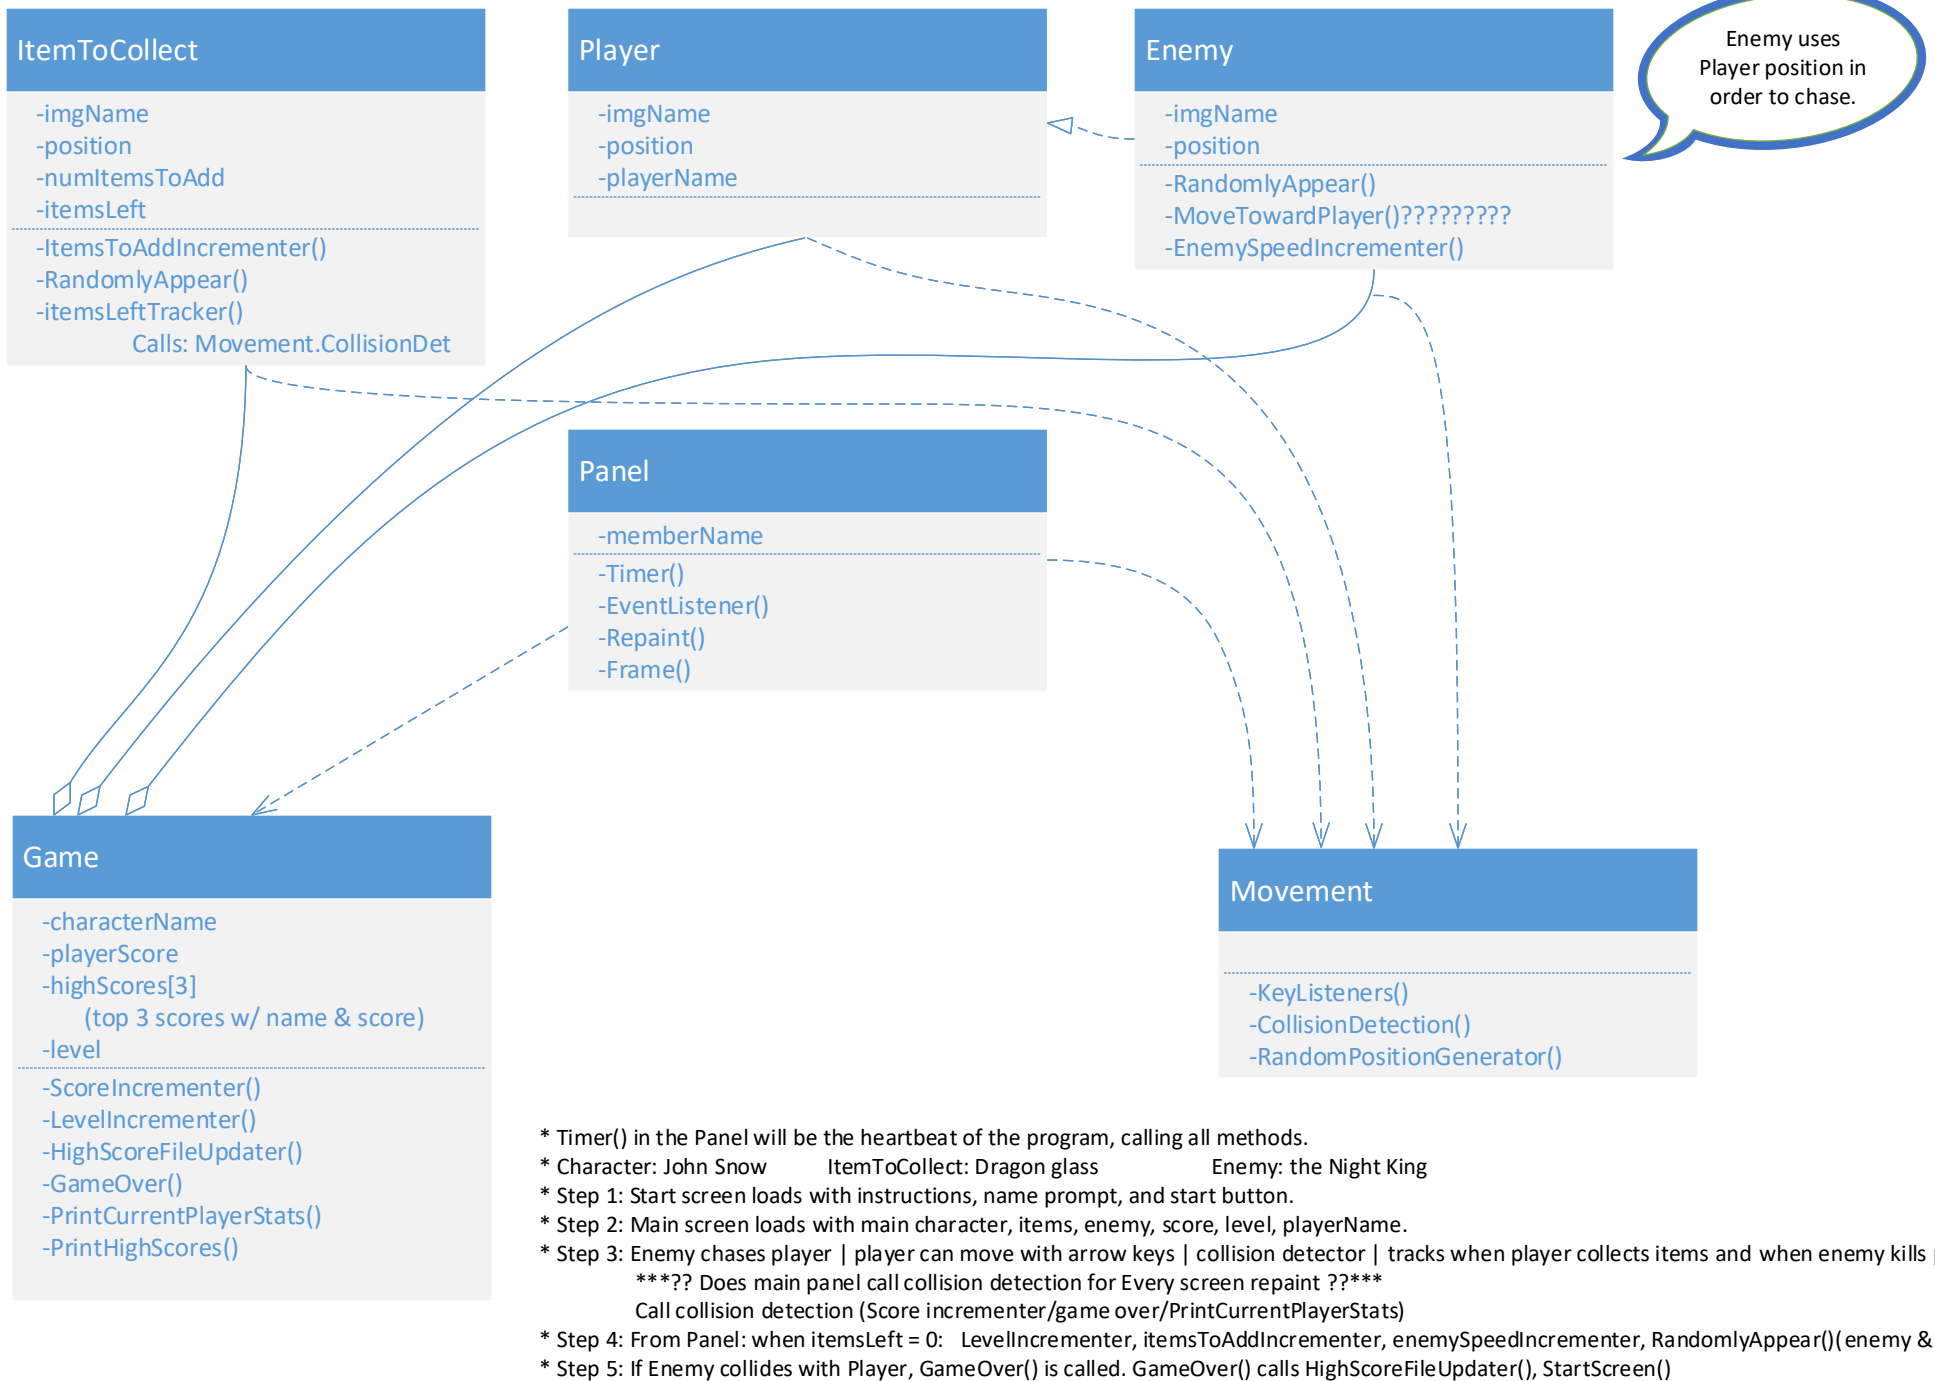 ItemToCollect
-imgName
-position
-numItemsToAdd
-itemsLeft
-ItemsToAddIncrementer()
-RandomlyAppear()
-itemsLeftTracker()
Calls: Movement.CollisionDet
Player
-imgName
-position
-playerName
Enemy
-imgName
-position
-RandomlyAppear()
-MoveTowardPlayer()?????????
-EnemySpeedIncrementer()
Enemy uses
Player position in
order to chase.
Panel
-memberName
-Timer()
-EventListener()
-Repaint()
-Frame()
Game
-characterName
-playerScore
-highScores[3]
(top 3 scores w/ name & score)
-level
-ScoreIncrementer()
-LevelIncrementer()
-HighScoreFileUpdater()
-GameOver()
-PrintCurrentPlayerStats()
-PrintHighScores()
Movement
-KeyListeners()
-CollisionDetection()
-RandomPositionGenerator()
* Timer() in the Panel will be the heartbeat of the program, calling all methods.
* Character: John Snow ItemToCollect: Dragon glass Enemy: the Night King
* Step 1: Start screen loads with instructions, name prompt, and start button.
* Step 2: Main screen loads with main character, items, enemy, score, level, playerName.
* Step 3: Enemy chases player | player can move with arrow keys | collision detector | tracks when player collects items and when enemy kills
***?? Does main panel call collision detection for Every screen repaint ??***
Call collision detection (Score incrementer/game over/PrintCurrentPlayerStats)
* Step 4: From Panel: when itemsLeft = 0: LevelIncrementer, itemsToAddIncrementer, enemySpeedIncrementer, RandomlyAppear()(enemy &
* Step 5: If Enemy collides with Player, GameOver() is called. GameOver() calls HighScoreFileUpdater(), StartScreen()